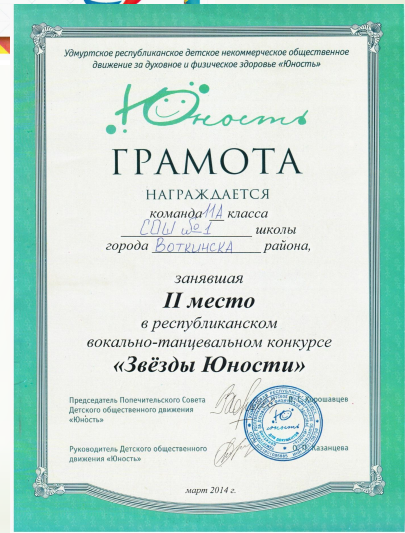 Удмуртское республиканское детское некоммерческое общественное
движение за духовное и физическое здоровье «Юность»
Юность
ГРАМОТА
НАГРАЖДАЕТСЯ
команда 11А класса
СОШ №1 школы
города Воткинска района,
занявшая
II место
в республиканском
вокально-танцевальном конкурсе
«Звёзды Юности»
Председатель Попечительского Совета
Детского общественного движения
«Юность»
Хорошавцев
Руководитель Детского общественного
движения «Юность»
Казанцева
март 2014 г.